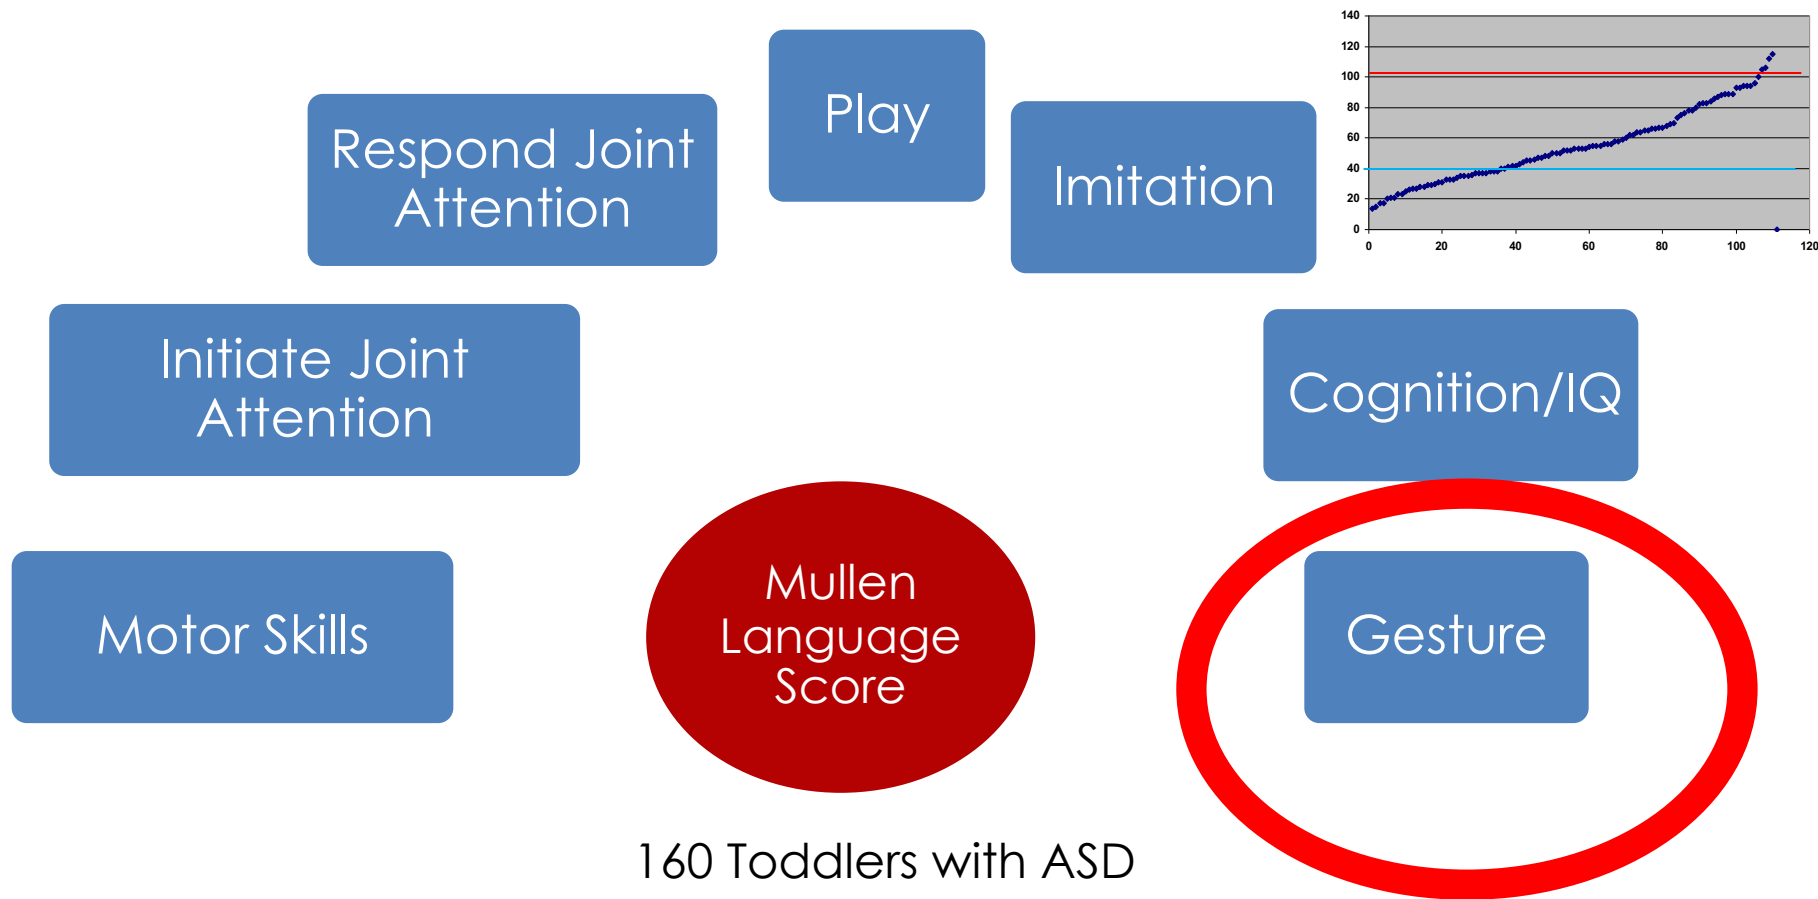 Play
Respond Joint
Attention
Imitation
140
120
100
80
60
40
20
0
0 20 40 60 80 100 120
Initiate Joint
Attention
Cognition/IQ
Motor Skills
Mullen
Language
Score
Gesture
160 Toddlers with ASD